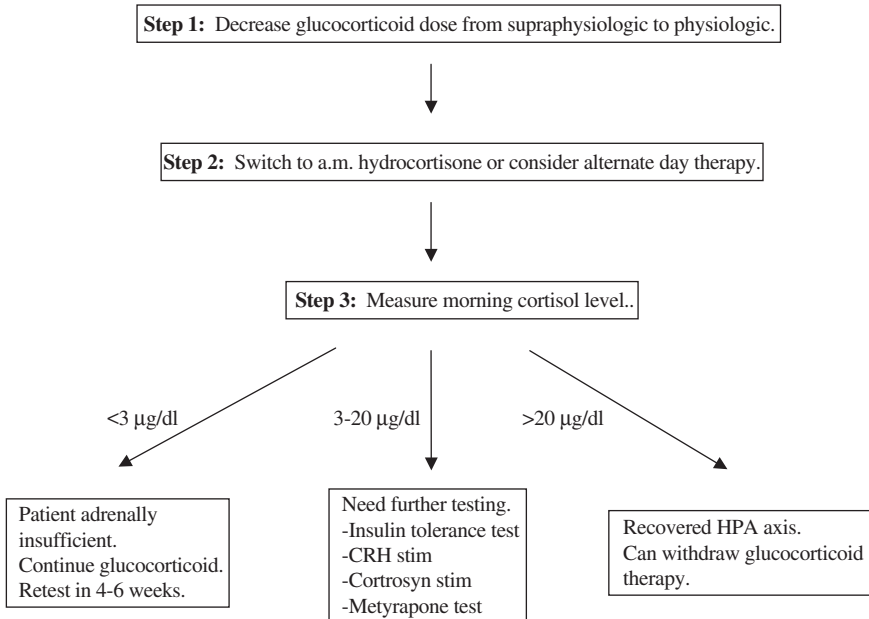 Step 1: Decrease glucocorticoid dose from supraphysiologic to physiologic.
Step 2: Switch to a.m. hydrocortisone or consider alternate day therapy.
Step 3: Measure morning cortisol level..
<3 μg/dl
3-20 μg/dl
>20 μg/dl
Patient adrenally
insufficient.
Continue glucocorticoid.
Retest in 4-6 weeks.
Need further testing.
-Insulin tolerance test
-CRH stim
-Cortrosyn stim
-Metyrapone test
Recovered HPA axis.
Can withdraw glucocorticoid
therapy.